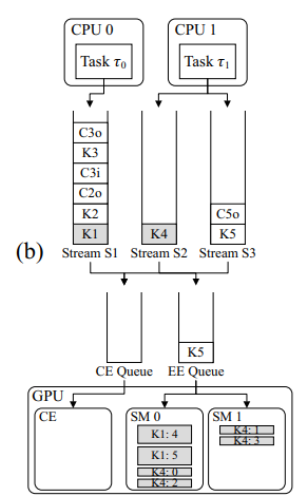 CPU 0 CPU 1
Task τ0 Task τ1
C3o
K3
C3i
C2o
K2
K1
K4
C5o
K5
(b) Stream S1 Stream S2 Stream S3
K5
CE Queue EE Queue
GPU
CE
SM 0
K1: 4
K1: 5
K4: 0
K4: 2
SM 1
K4: 1
K4: 3